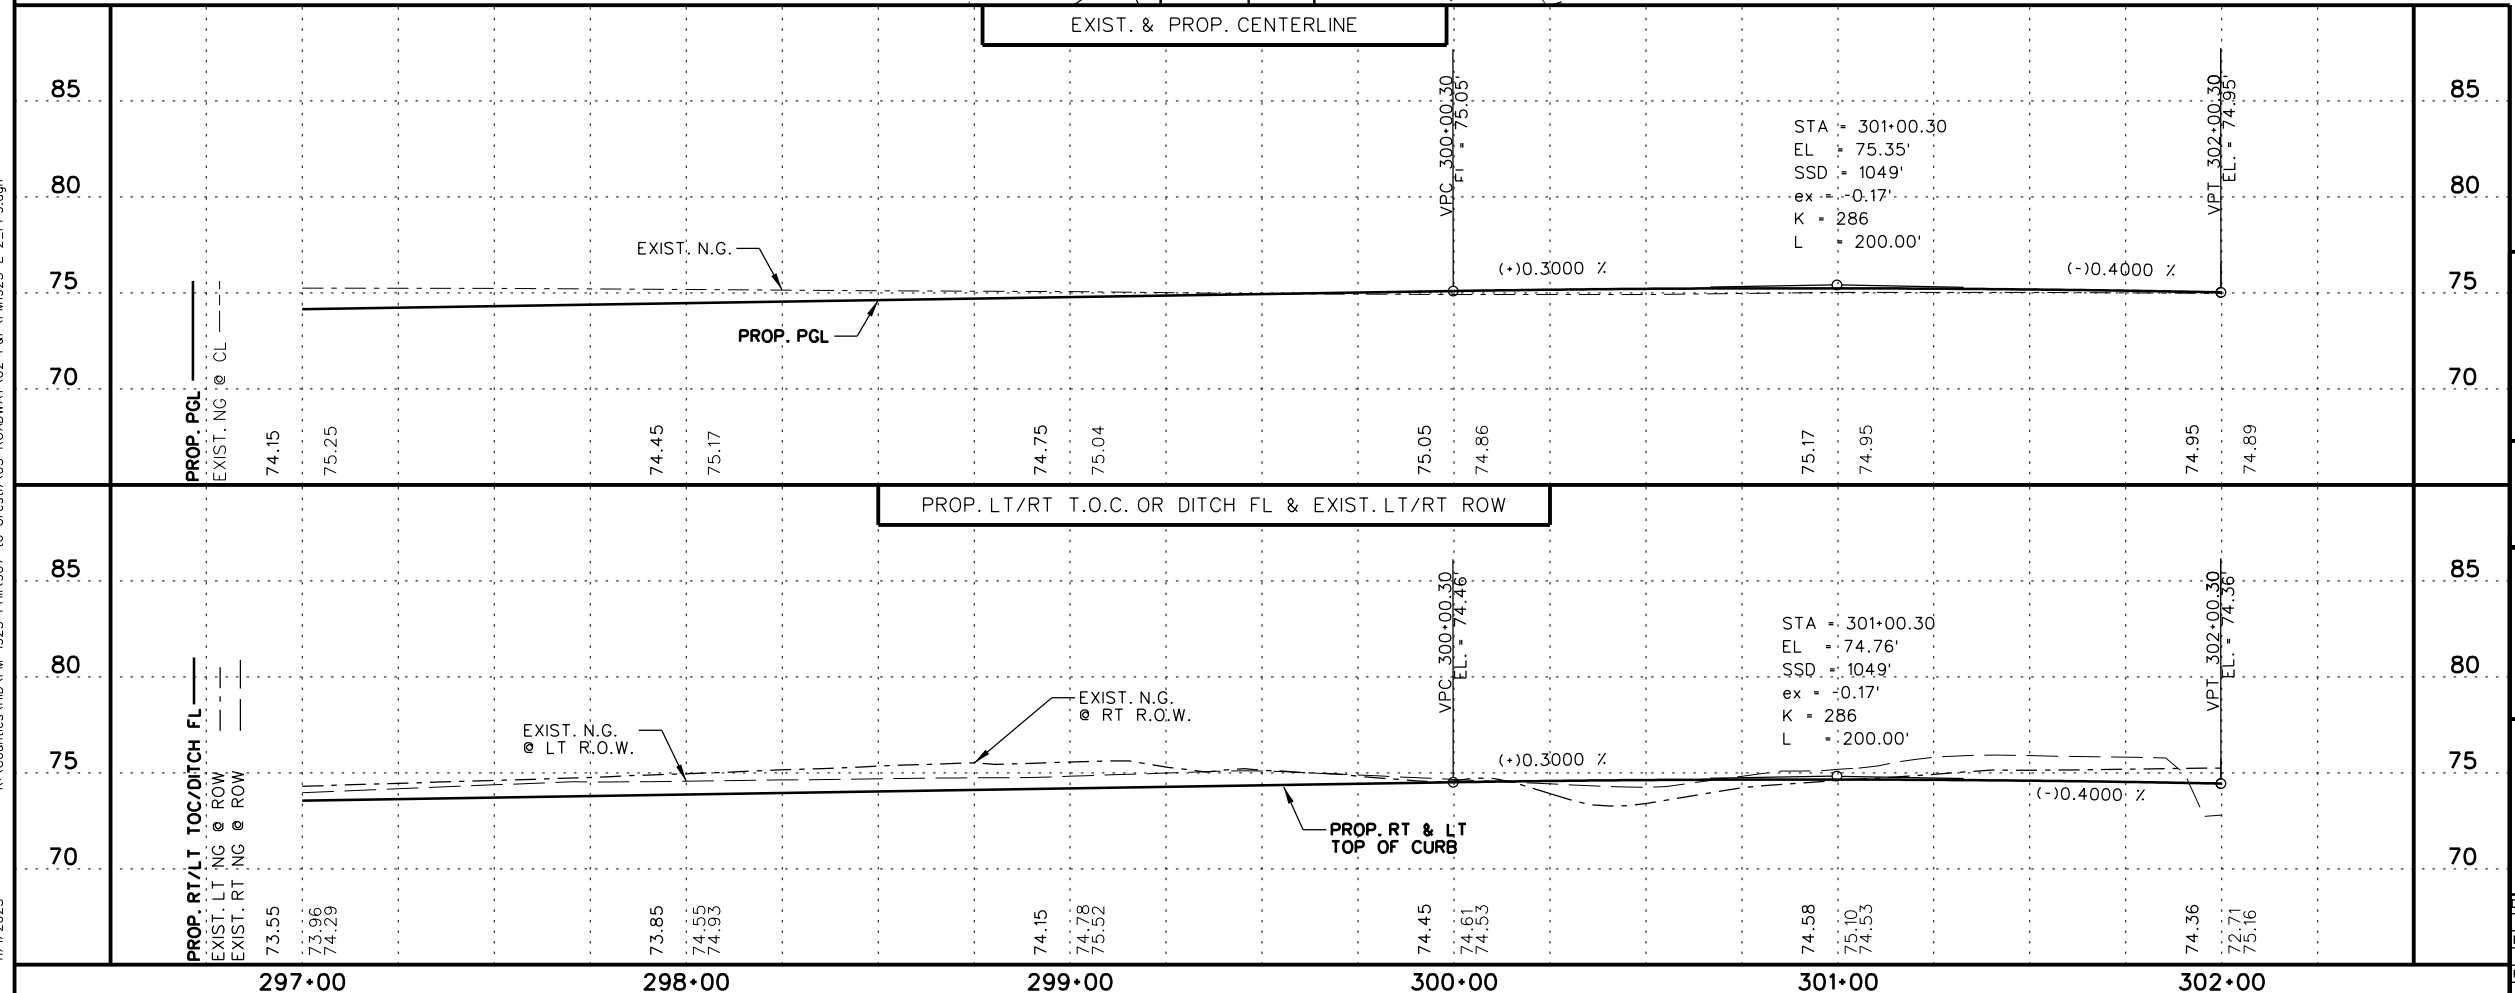 EXIST. & PROP. CENTERLINE
85
80
75
70
85
80
75
70
VPC 300+00.30
EL = 75.05'
VPT 302+00.30
EL. = 74.95'
STA = 301+00.30
EL = 75.35'
SSD = 1049'
ex = -0.17'
K = 286
L = 200.00'
EXIST. N.G.
(+)0.3000 %
(-)0.4000 %
PROP. PGL
PROP. PGL
EXIST. NG @ CL
74.15
75.25
74.45
75.17
74.75
75.04
75.05
74.86
75.17
74.95
74.95
74.89
PROP. LT/RT T.O.C. OR DITCH FL & EXIST. LT/RT ROW
85
80
75
70
85
80
75
70
VPC 300+00.30
EL. = 74.46'
VPT 302+00.30
EL. = 74.36'
STA = 301+00.30
EL = 74.76'
SSD = 1049'
ex = -0.17'
K = 286
L = 200.00'
EXIST. N.G.
@ RT R.O.W.
EXIST. N.G.
@ LT R.O.W.
(+)0.3000 %
(-)0.4000 %
PROP. RT & LT
TOP OF CURB
PROP. RT/LT TOC/DITCH FL
EXIST. LT NG @ ROW
EXIST. RT NG @ ROW
73.55
73.96
74.29
73.85
74.55
74.93
74.15
74.78
75.52
74.45
74.61
74.53
74.58
75.10
74.53
74.36
72.71
75.16
297+00
298+00
299+00
300+00
301+00
302+00